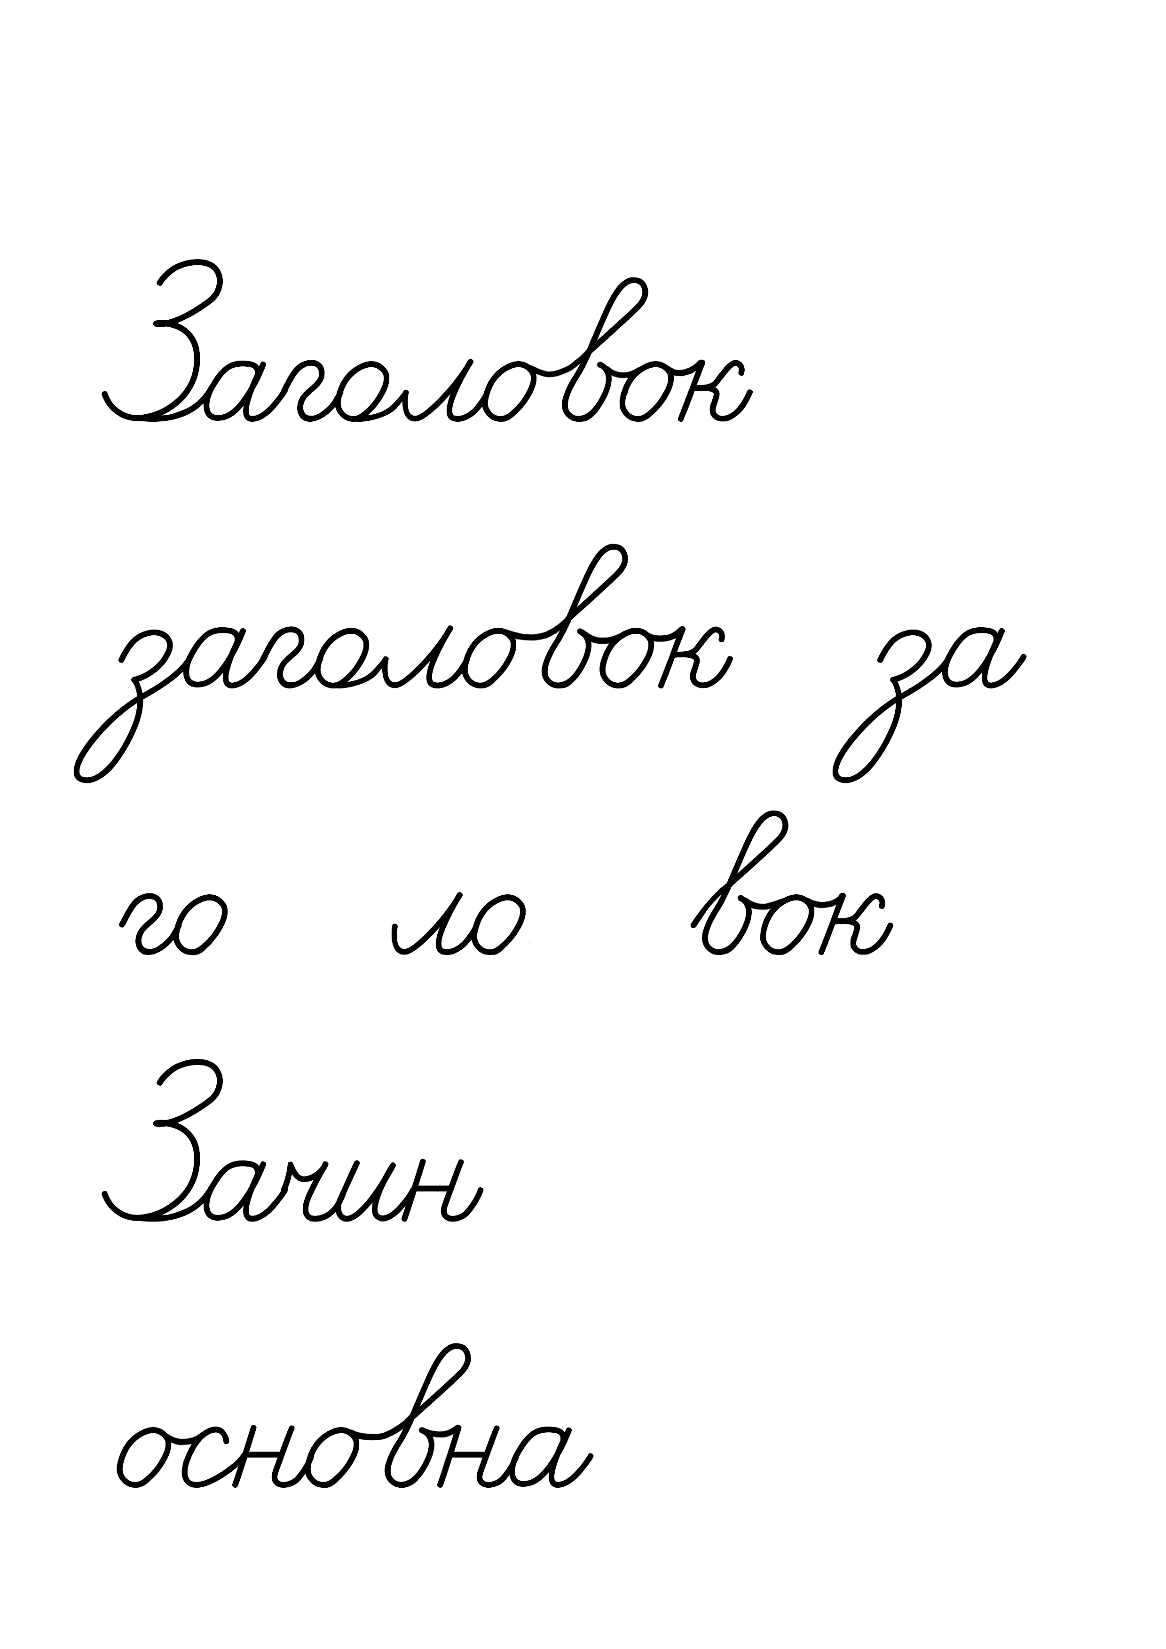 Заголовок
заголовок за
го ло вок
Зачин
основна